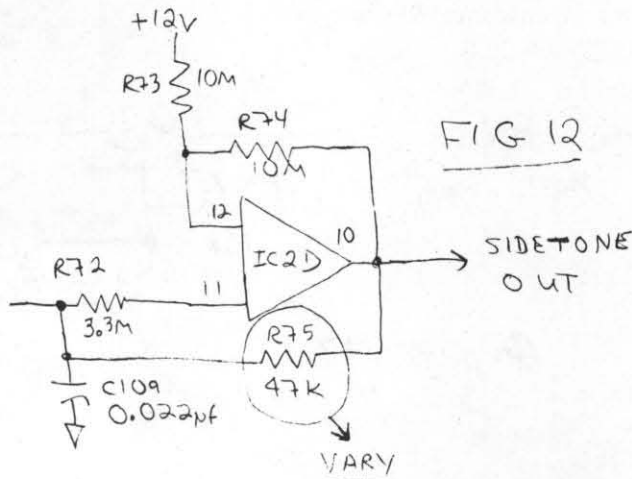 +12V
R73 10M
R74
10M
FIG 12
12
10
IC2D
SIDETONE
OUT
R72
11
3.3M
R75
47K
C109
0.022µf
VARY